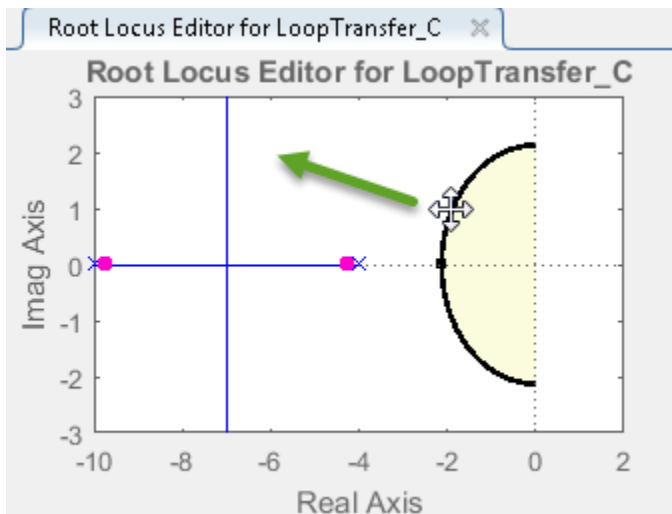 Root Locus Editor for LoopTransfer_C
Root Locus Editor for LoopTransfer_C
3
2
1
0
-1
-2
-3
Imag Axis
-10 -8 -6 -4 -2 0 2
Real Axis